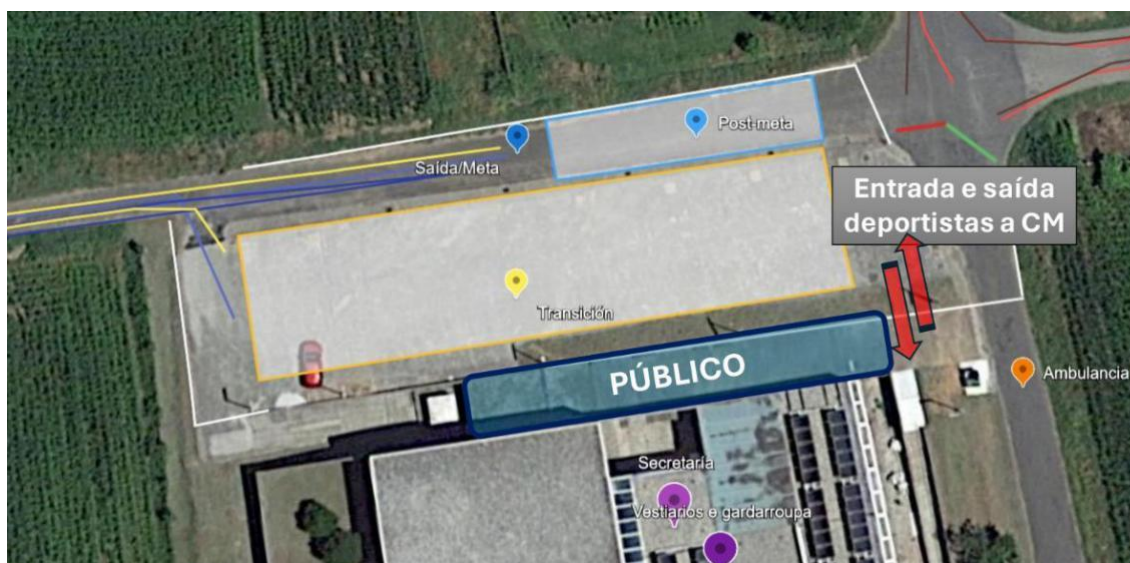 Post-meta
Saída/Meta
Entrada e saída
deportistas a CM
Transición
PÚBLICO
Ambulancia
Secretaría
Vestiarios e gardarroupa